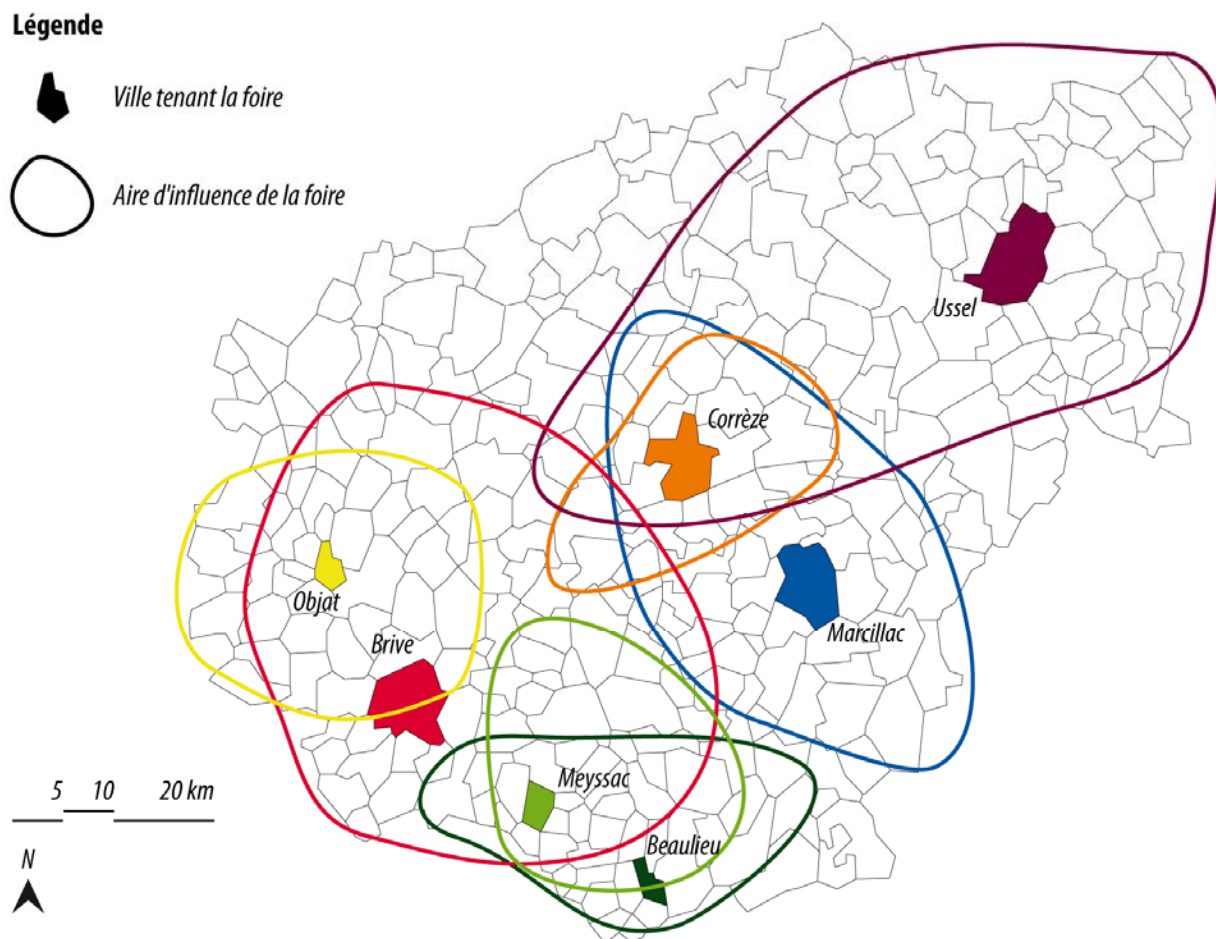 Légende
Ville tenant la foire
Aire d'influence de la foire
Ussel
Corrèze
Objat
Brive
Marcillac
Meyssac
Beaulieu
5 10 20 km
N